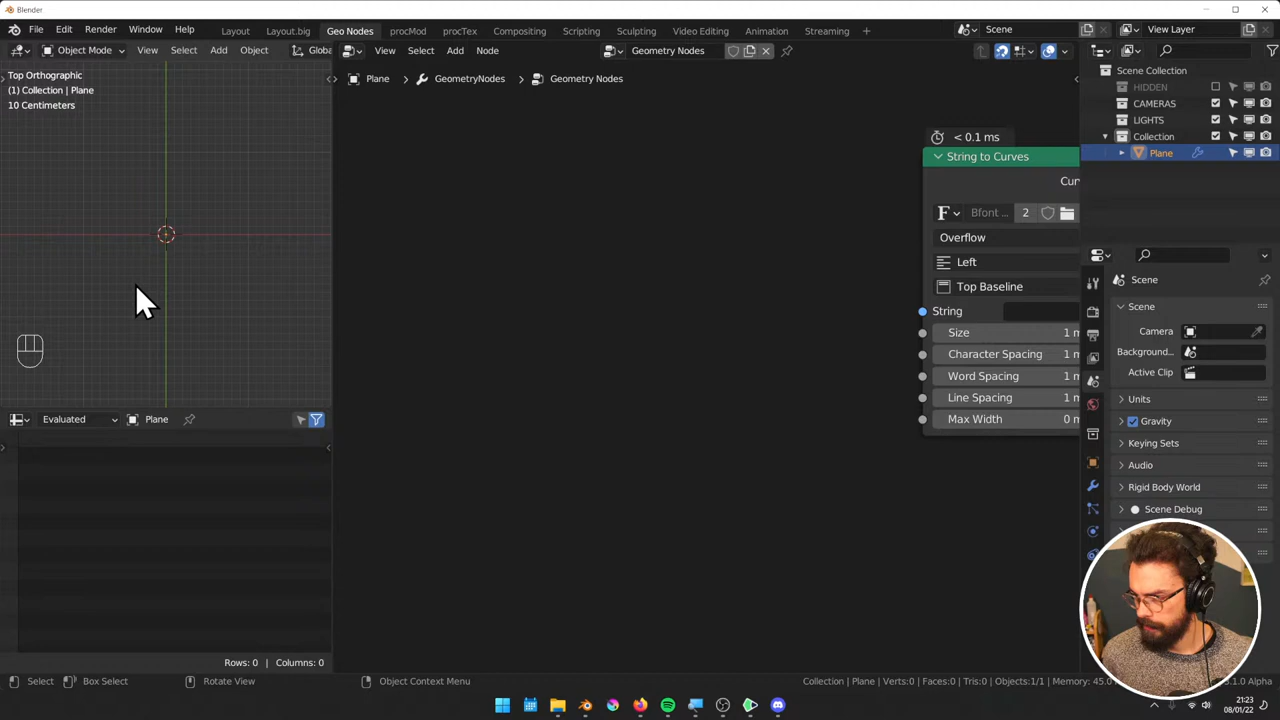 Blender
File Edit Render Window Help Layout Layout.big Geo Nodes procMod procTex Compositing Scripting Video Editing Animation Streaming + Scene View Layer
Object Mode View Select Add Object Globa View Select Add Node Geometry Nodes
Top Orthographic
(1) Collection | Plane
10 Centimeters
Plane > GeometryNodes > Geometry Nodes
< 0.1 ms
String to Curves
Cur
F Bfont ... 2
Overflow
Left
Top Baseline
String
Size 1 m
Character Spacing 1 m
Word Spacing 1 m
Line Spacing 1 m
Max Width 0 m
Scene Collection
HIDDEN
CAMERAS
LIGHTS
Collection
Plane
Scene
Scene
Camera
Background...
Active Clip
Units
Gravity
Keying Sets
Audio
Rigid Body World
Scene Debug
Evaluated Plane
Rows: 0 | Columns: 0
Select Box Select Rotate View Object Context Menu Collection | Plane | Verts:0 | Faces:0 | Tris:0 | Objects:1/1 | Memory: 45.0 .1.0 Alpha
21:23
08/01/22